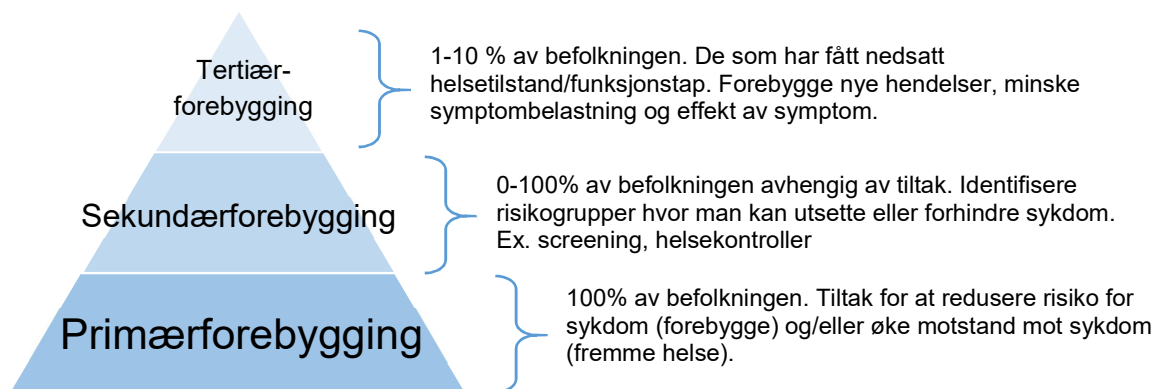 Tertiær-
forebygging
1-10 % av befolkningen. De som har fått nedsatt
helsetilstand/funksjonstap. Forebygge nye hendelser, minske
symptombelastning og effekt av symptom.
Sekundærforebygging
0-100% av befolkningen avhengig av tiltak. Identifisere
risikogrupper hvor man kan utsette eller forhindre sykdom.
Ex. screening, helsekontroller
Primærforebygging
100% av befolkningen. Tiltak for at redusere risiko for
sykdom (forebygge) og/eller øke motstand mot sykdom
(fremme helse).